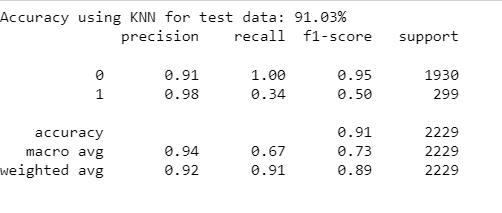 Accuracy using KNN for test data: 91.03%
precision recall f1-score support
0 0.91 1.00 0.95 1930
1 0.98 0.34 0.50 299
accuracy 0.91 2229
macro avg 0.94 0.67 0.73 2229
weighted avg 0.92 0.91 0.89 2229